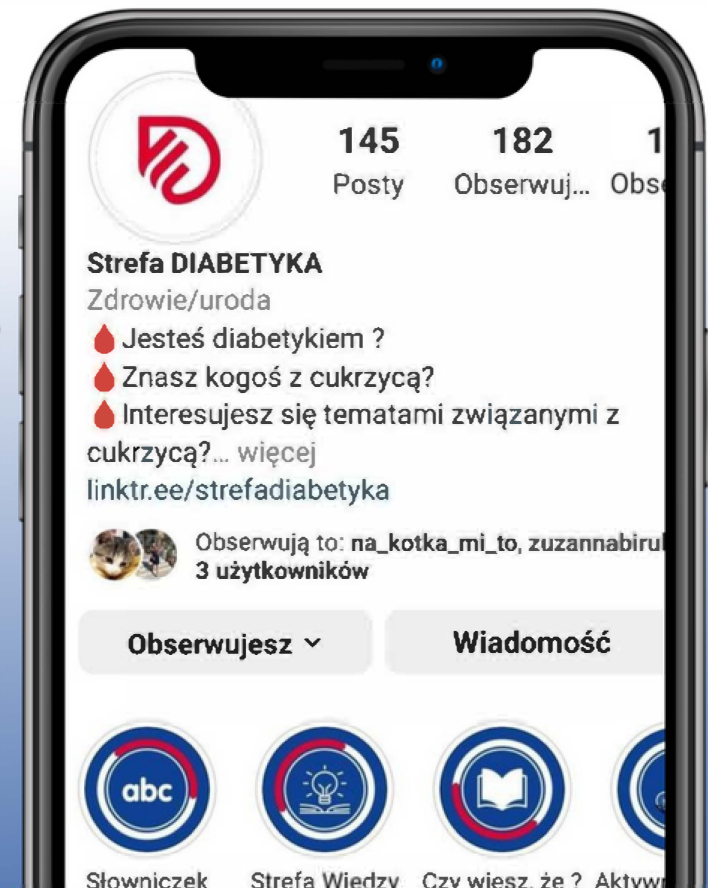 145 182
Posty Obserwuj...
Strefa DIABETYKA
Zdrowie/uroda
Jesteś diabetykiem ?
Znasz kogoś z cukrzycą?
Interesujesz się tematami związanymi z
cukrzycą?... więcej
linktr.ee/strefadiabetyka
Obserwują to: na_kotka_mi_to,
3 użytkowników
Obserwujesz Wiadomość
abc
Słowniczek Strefa Wiedzy Czy wiesz, że ?